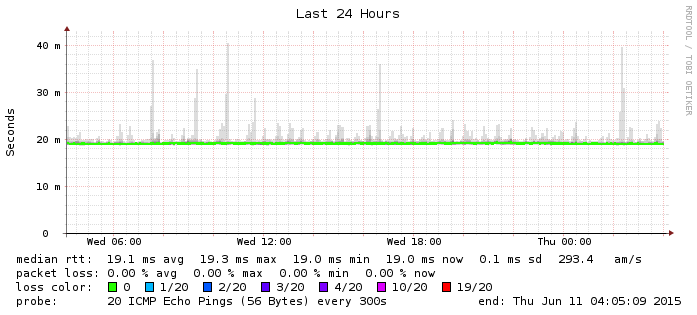 Last 24 Hours
RRDTOOL / TOBI OETIKER
Seconds
40 m
30 m
20 m
10 m
0
Wed 06:00 Wed 12:00 Wed 18:00 Thu 00:00
median rtt: 19.1 ms avg 19.3 ms max 19.0 ms min 19.0 ms now 0.1 ms sd 293.4 am/s
packet loss: 0.00 % avg 0.00 % max 0.00 % min 0.00 % now
loss color: 0 1/20 2/20 3/20 4/20 10/20 19/20
probe: 20 ICMP Echo Pings (56 Bytes) every 300s end: Thu Jun 11 04:05:09 2015